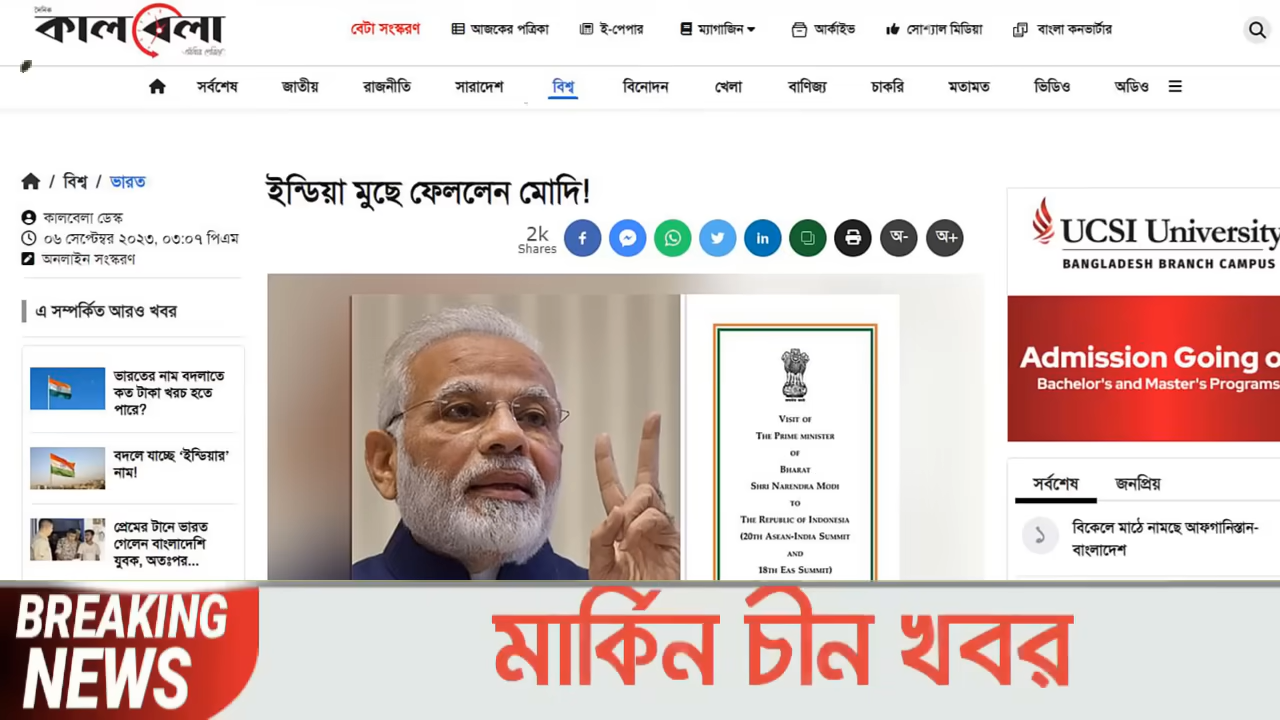 দৈনিক
কালবেলা
বেটা সংস্করণ
আজকের পত্রিকা
ই-পেপার
ম্যাগাজিন
আর্কাইভ
সোশ্যাল মিডিয়া
বাংলা কনভার্টার
সর্বশেষ
জাতীয়
রাজনীতি
সারাদেশ
বিশ্ব
বিনোদন
খেলা
বাণিজ্য
চাকরি
মতামত
ভিডিও
অডিও
/ বিশ্ব / ভারত
কালবেলা ডেস্ক
০৬ সেপ্টেম্বর ২০২৩, ০৩:০৭ পিএম
অনলাইন সংস্করণ
এ সম্পর্কিত আরও খবর
ভারতের নাম বদলাতে
কত টাকা খরচ হতে
পারে?
বদলে যাচ্ছে ‘ইন্ডিয়ার’
নাম!
প্রেমের টানে ভারত
গেলেন বাংলাদেশি
যুবক, অতঃপর...
ইন্ডিয়া মুছে ফেললেন মোদি!
2k
Shares
অ-
অ+
VISIT OF
THE PRIME MINISTER
OF
BHARAT
SHRI NARENDRA MODI
TO
THE REPUBLIC OF INDONESIA
(20TH ASEAN-INDIA SUMMIT
AND
18TH EAS SUMMIT)
UCSI University
BANGLADESH BRANCH CAMPUS
Admission Going o
Bachelor's and Master's Programs
সর্বশেষ
জনপ্রিয়
১
বিকেলে মাঠে নামছে আফগানিস্তান-
বাংলাদেশ
BREAKING
NEWS
মার্কিন চীন খবর